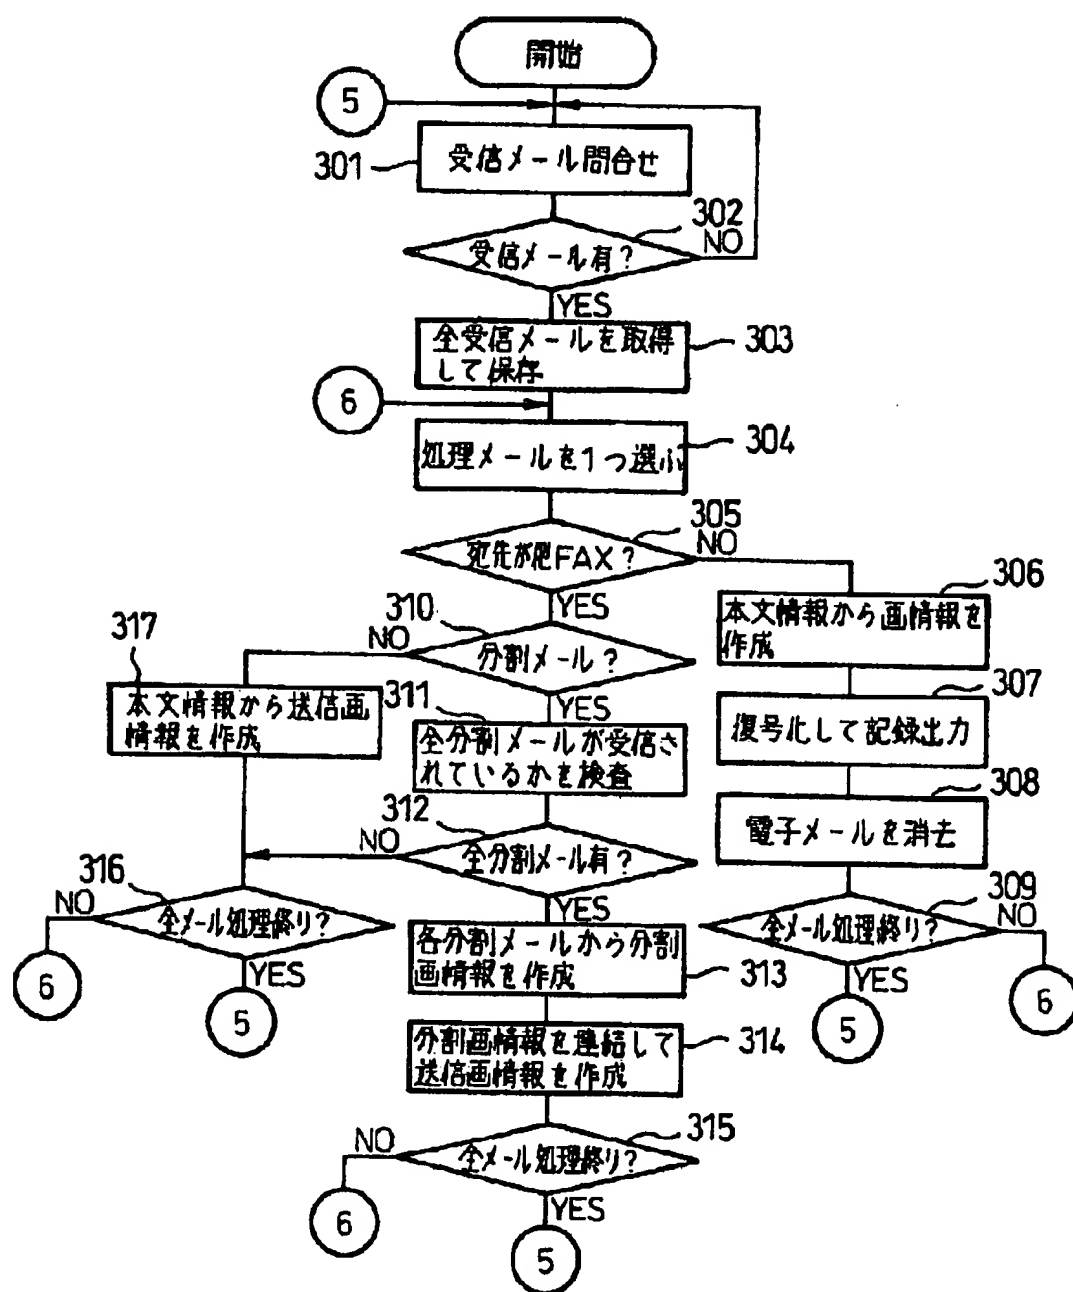 開始
5
301
受信メール問合せ
302
受信メール有?
NO
YES
全受信メールを取得
して保存
303
6
処理メールを1つ選ぶ
304
305
宛先が他FAX?
NO
YES
306
本文情報から画情報を
作成
310
NO
分割メール?
YES
317
本文情報から送信画
情報を作成
311
全分割メールが受信さ
れているかを検査
307
復号化して記録出力
308
電子メールを消去
312
NO
全分割メール有?
YES
316
NO
全メール処理終り?
YES
6
5
309
全メール処理終り?
NO
YES
5
6
各分割メールから分割
画情報を作成
313
分割画情報を連結して
送信画情報を作成
314
315
NO
全メール処理終り?
YES
6
5